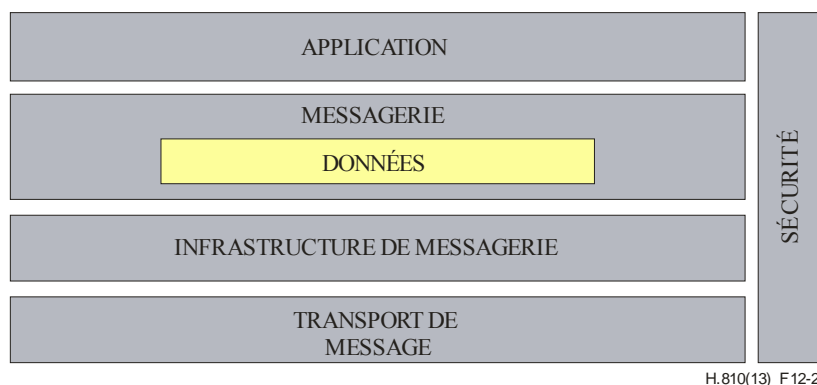 APPLICATION
MESSAGERIE
DONNÉES
INFRASTRUCTURE DE MESSAGERIE
TRANSPORT DE
MESSAGE
SÉCURITÉ
H.810(13)_F12-2